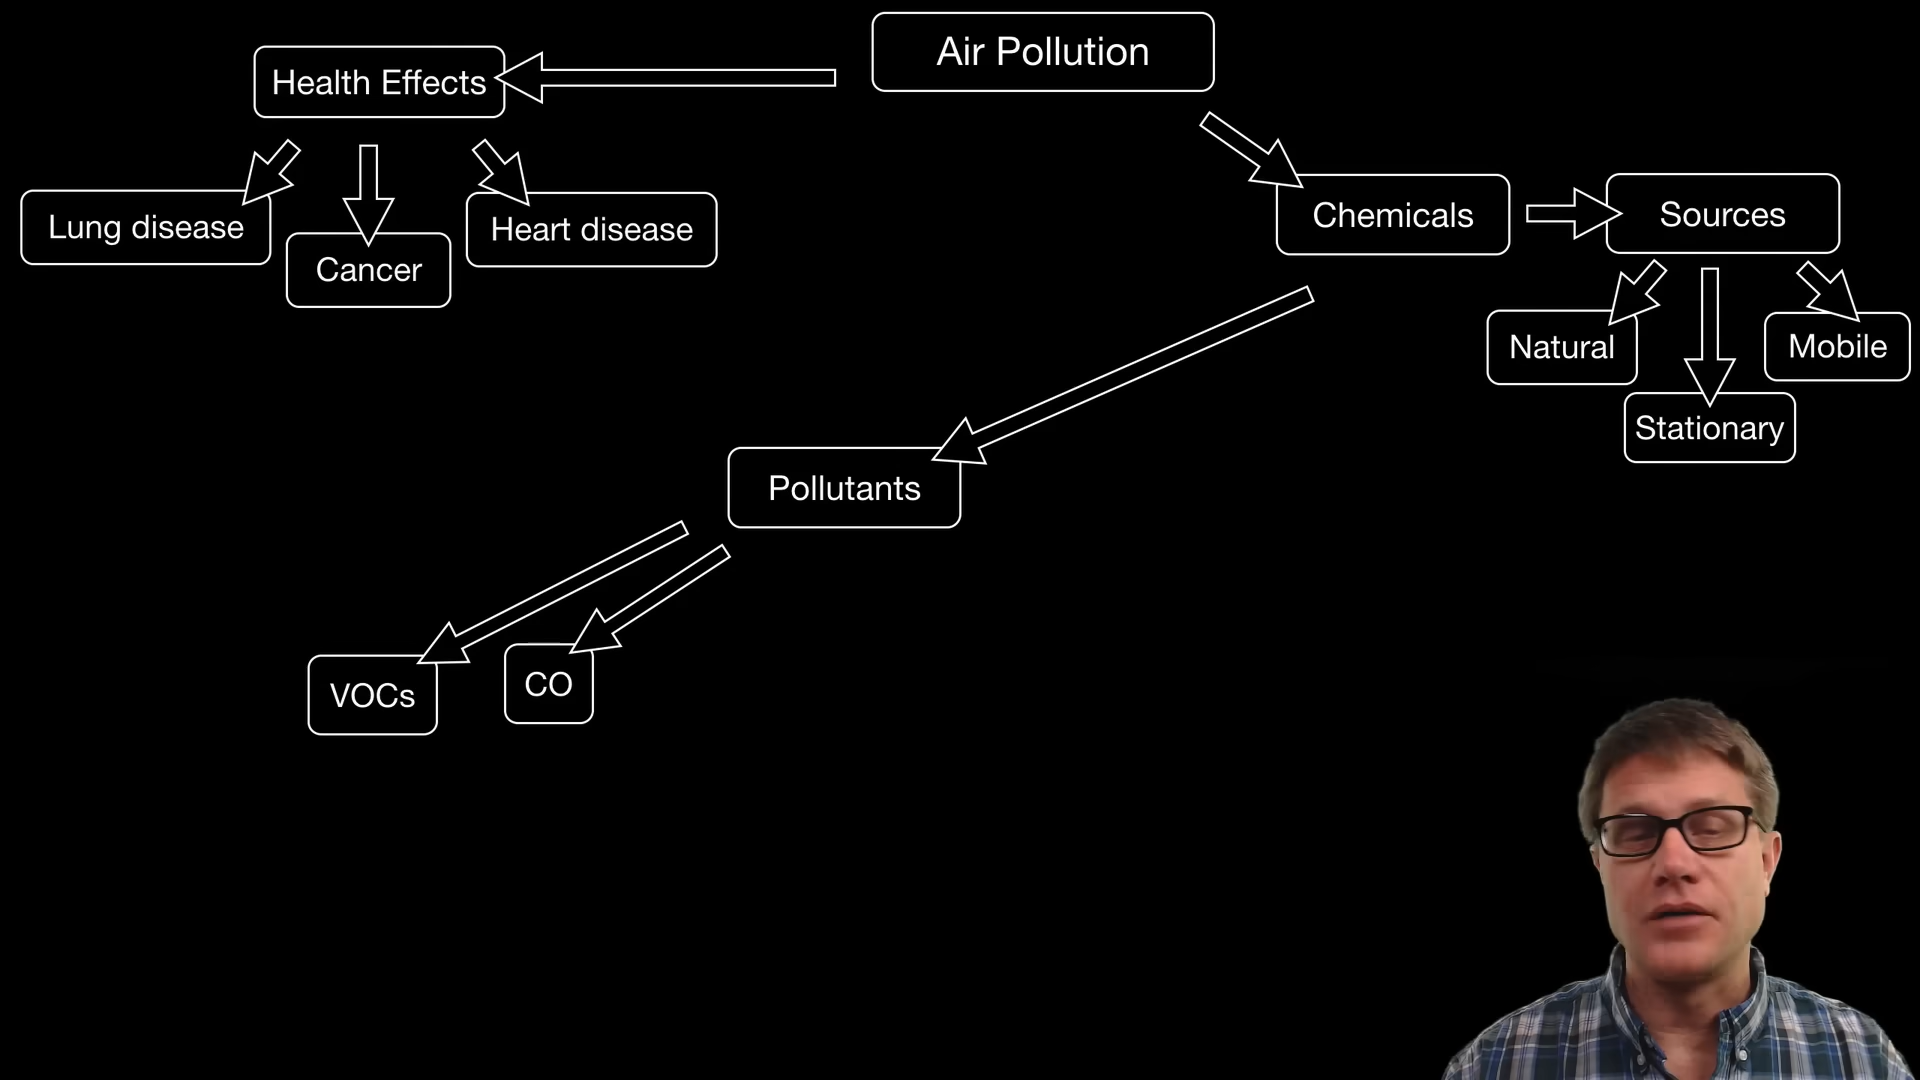 Air Pollution
Health Effects
Lung disease
Cancer
Heart disease
Chemicals
Sources
Natural
Mobile
Stationary
Pollutants
VOCs
CO